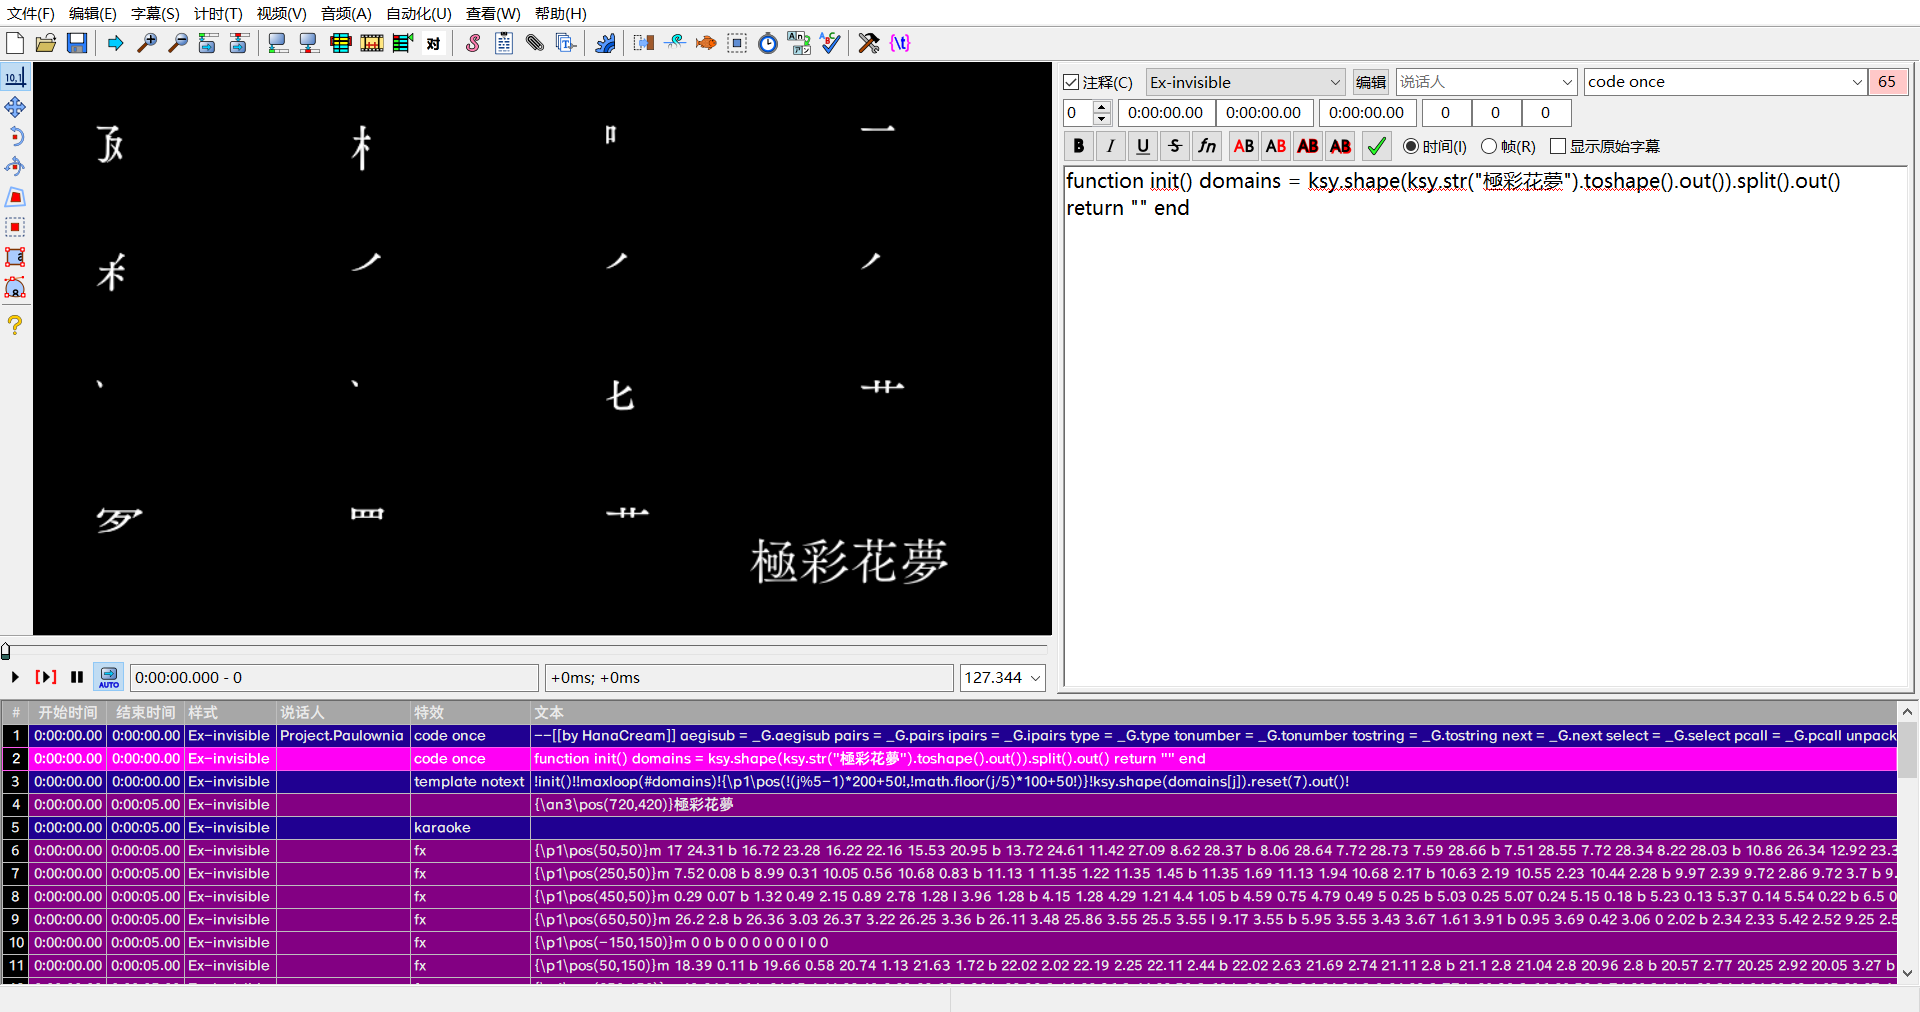 文件(F) 编辑(E) 字幕(S) 计时(T) 视频(V) 音频(A) 自动化(U) 查看(W) 帮助(H)
对 {\t}
極彩花夢
0:00:00.000 - 0 +0ms; +0ms 127.344
注释(C) Ex-invisible 编辑 说话人 code once 65
0 0:00:00.00 0:00:00.00 0:00:00.00 0 0 0
B I U S fn AB AB AB AB 时间(I) 帧(R) 显示原始字幕
function init() domains = ksy.shape(ksy.str("極彩花夢").toshape().out()).split().out()
return "" end
# 开始时间 结束时间 样式 说话人 特效 文本
1 0:00:00.00 0:00:00.00 Ex-invisible Project.Paulownia code once --[[by HanaCream]] aegisub = _G.aegisub pairs = _G.pairs ipairs = _G.ipairs type = _G.type tonumber = _G.tonumber tostring = _G.tostring next = _G.next select = _G.select pcall = _G.pcall unpack
2 0:00:00.00 0:00:00.00 Ex-invisible code once function init() domains = ksy.shape(ksy.str("極彩花夢").toshape().out()).split().out() return "" end
3 0:00:00.00 0:00:00.00 Ex-invisible template notext !init()!!maxloop(#domains)!{\p1\pos(!(j%5-1)*200+50!,!math.floor(j/5)*100+50!)}!ksy.shape(domains[j]).reset(7).out()!
4 0:00:00.00 0:00:05.00 Ex-invisible {\an3\pos(720,420)}極彩花夢
5 0:00:00.00 0:00:05.00 Ex-invisible karaoke
6 0:00:00.00 0:00:05.00 Ex-invisible fx {\p1\pos(50,50)}m 17 24.31 b 16.72 23.28 16.22 22.16 15.53 20.95 b 13.72 24.61 11.42 27.09 8.62 28.37 b 8.06 28.64 7.72 28.73 7.59 28.66 b 7.51 28.55 7.72 28.34 8.22 28.03 b 10.86 26.34 12.92 23.3
7 0:00:00.00 0:00:05.00 Ex-invisible fx {\p1\pos(250,50)}m 7.52 0.08 b 8.99 0.31 10.05 0.56 10.68 0.83 b 11.13 1 11.35 1.22 11.35 1.45 b 11.35 1.69 11.13 1.94 10.68 2.17 b 10.63 2.19 10.55 2.23 10.44 2.28 b 9.97 2.39 9.72 2.86 9.72 3.7 b 9.
8 0:00:00.00 0:00:05.00 Ex-invisible fx {\p1\pos(450,50)}m 0.29 0.07 b 1.32 0.49 2.15 0.89 2.78 1.28 l 3.96 1.28 b 4.15 1.28 4.29 1.21 4.4 1.05 b 4.59 0.75 4.79 0.49 5 0.25 b 5.03 0.25 5.07 0.24 5.15 0.18 b 5.23 0.13 5.37 0.14 5.54 0.22 b 6.5 0
9 0:00:00.00 0:00:05.00 Ex-invisible fx {\p1\pos(650,50)}m 26.2 2.8 b 26.36 3.03 26.37 3.22 26.25 3.36 b 26.11 3.48 25.86 3.55 25.5 3.55 l 9.17 3.55 b 5.95 3.55 3.43 3.67 1.61 3.91 b 0.95 3.69 0.42 3.06 0 2.02 b 2.34 2.33 5.42 2.52 9.25 2.5
10 0:00:00.00 0:00:05.00 Ex-invisible fx {\p1\pos(-150,150)}m 0 0 b 0 0 0 0 0 0 l 0 0
11 0:00:00.00 0:00:05.00 Ex-invisible fx {\p1\pos(50,150)}m 18.39 0.11 b 19.66 0.58 20.74 1.13 21.63 1.72 b 22.02 2.02 22.19 2.25 22.11 2.44 b 22.02 2.63 21.69 2.74 21.11 2.8 b 21.1 2.8 21.04 2.8 20.96 2.8 b 20.57 2.77 20.25 2.92 20.05 3.27 b